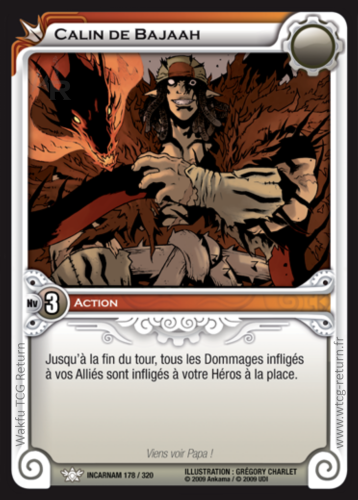 Calin de Bajaah
Nv 3 Action
Jusqu'à la fin du tour, tous les Dommages infligés
à vos Alliés sont infligés à votre Héros à la place.
Viens voir Papa !
INCARNAM 178 / 320
ILLUSTRATION : GRÉGORY CHARLET
© 2009 Ankama / © 2009 UDI
Wakfu TCG Return
www.wtcg-return.fr